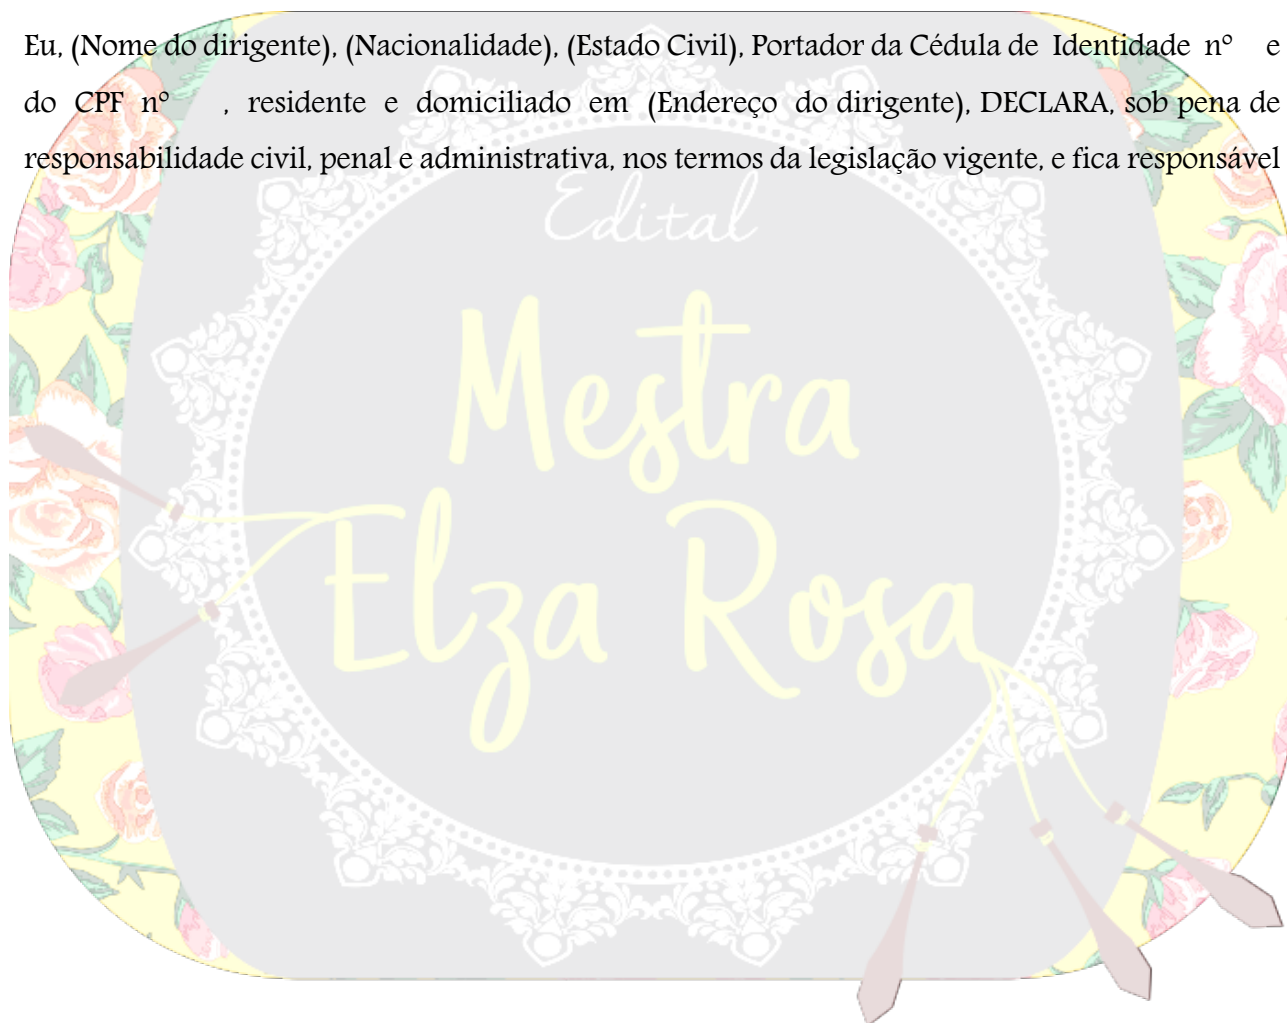 Eu, (Nome do dirigente), (Nacionalidade), (Estado Civil), Portador da Cédula de Identidade nº e
do CPF nº , residente e domiciliado em (Endereço do dirigente), DECLARA, sob pena de
responsabilidade civil, penal e administrativa, nos termos da legislação vigente, e fica responsável
Edital
Mestra
Elza Rosa